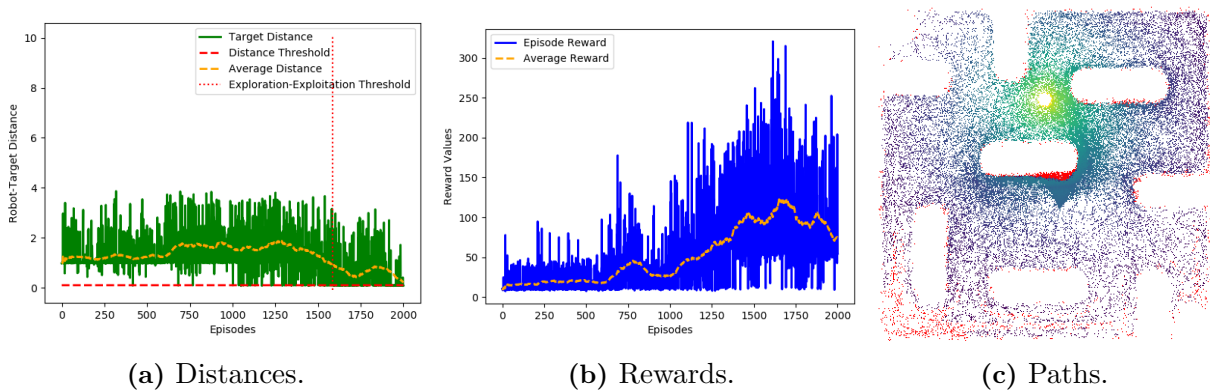 Target Distance
Distance Threshold
Average Distance
Exploration-Exploitation Threshold
Robot-Target Distance
10
8
6
4
2
0
0 250 500 750 1000 1250 1500 1750 2000
Episodes
(a) Distances.
Episode Reward
Average Reward
Reward Values
300
250
200
150
100
50
0
0 250 500 750 1000 1250 1500 1750 2000
Episodes
(b) Rewards.
(c) Paths.